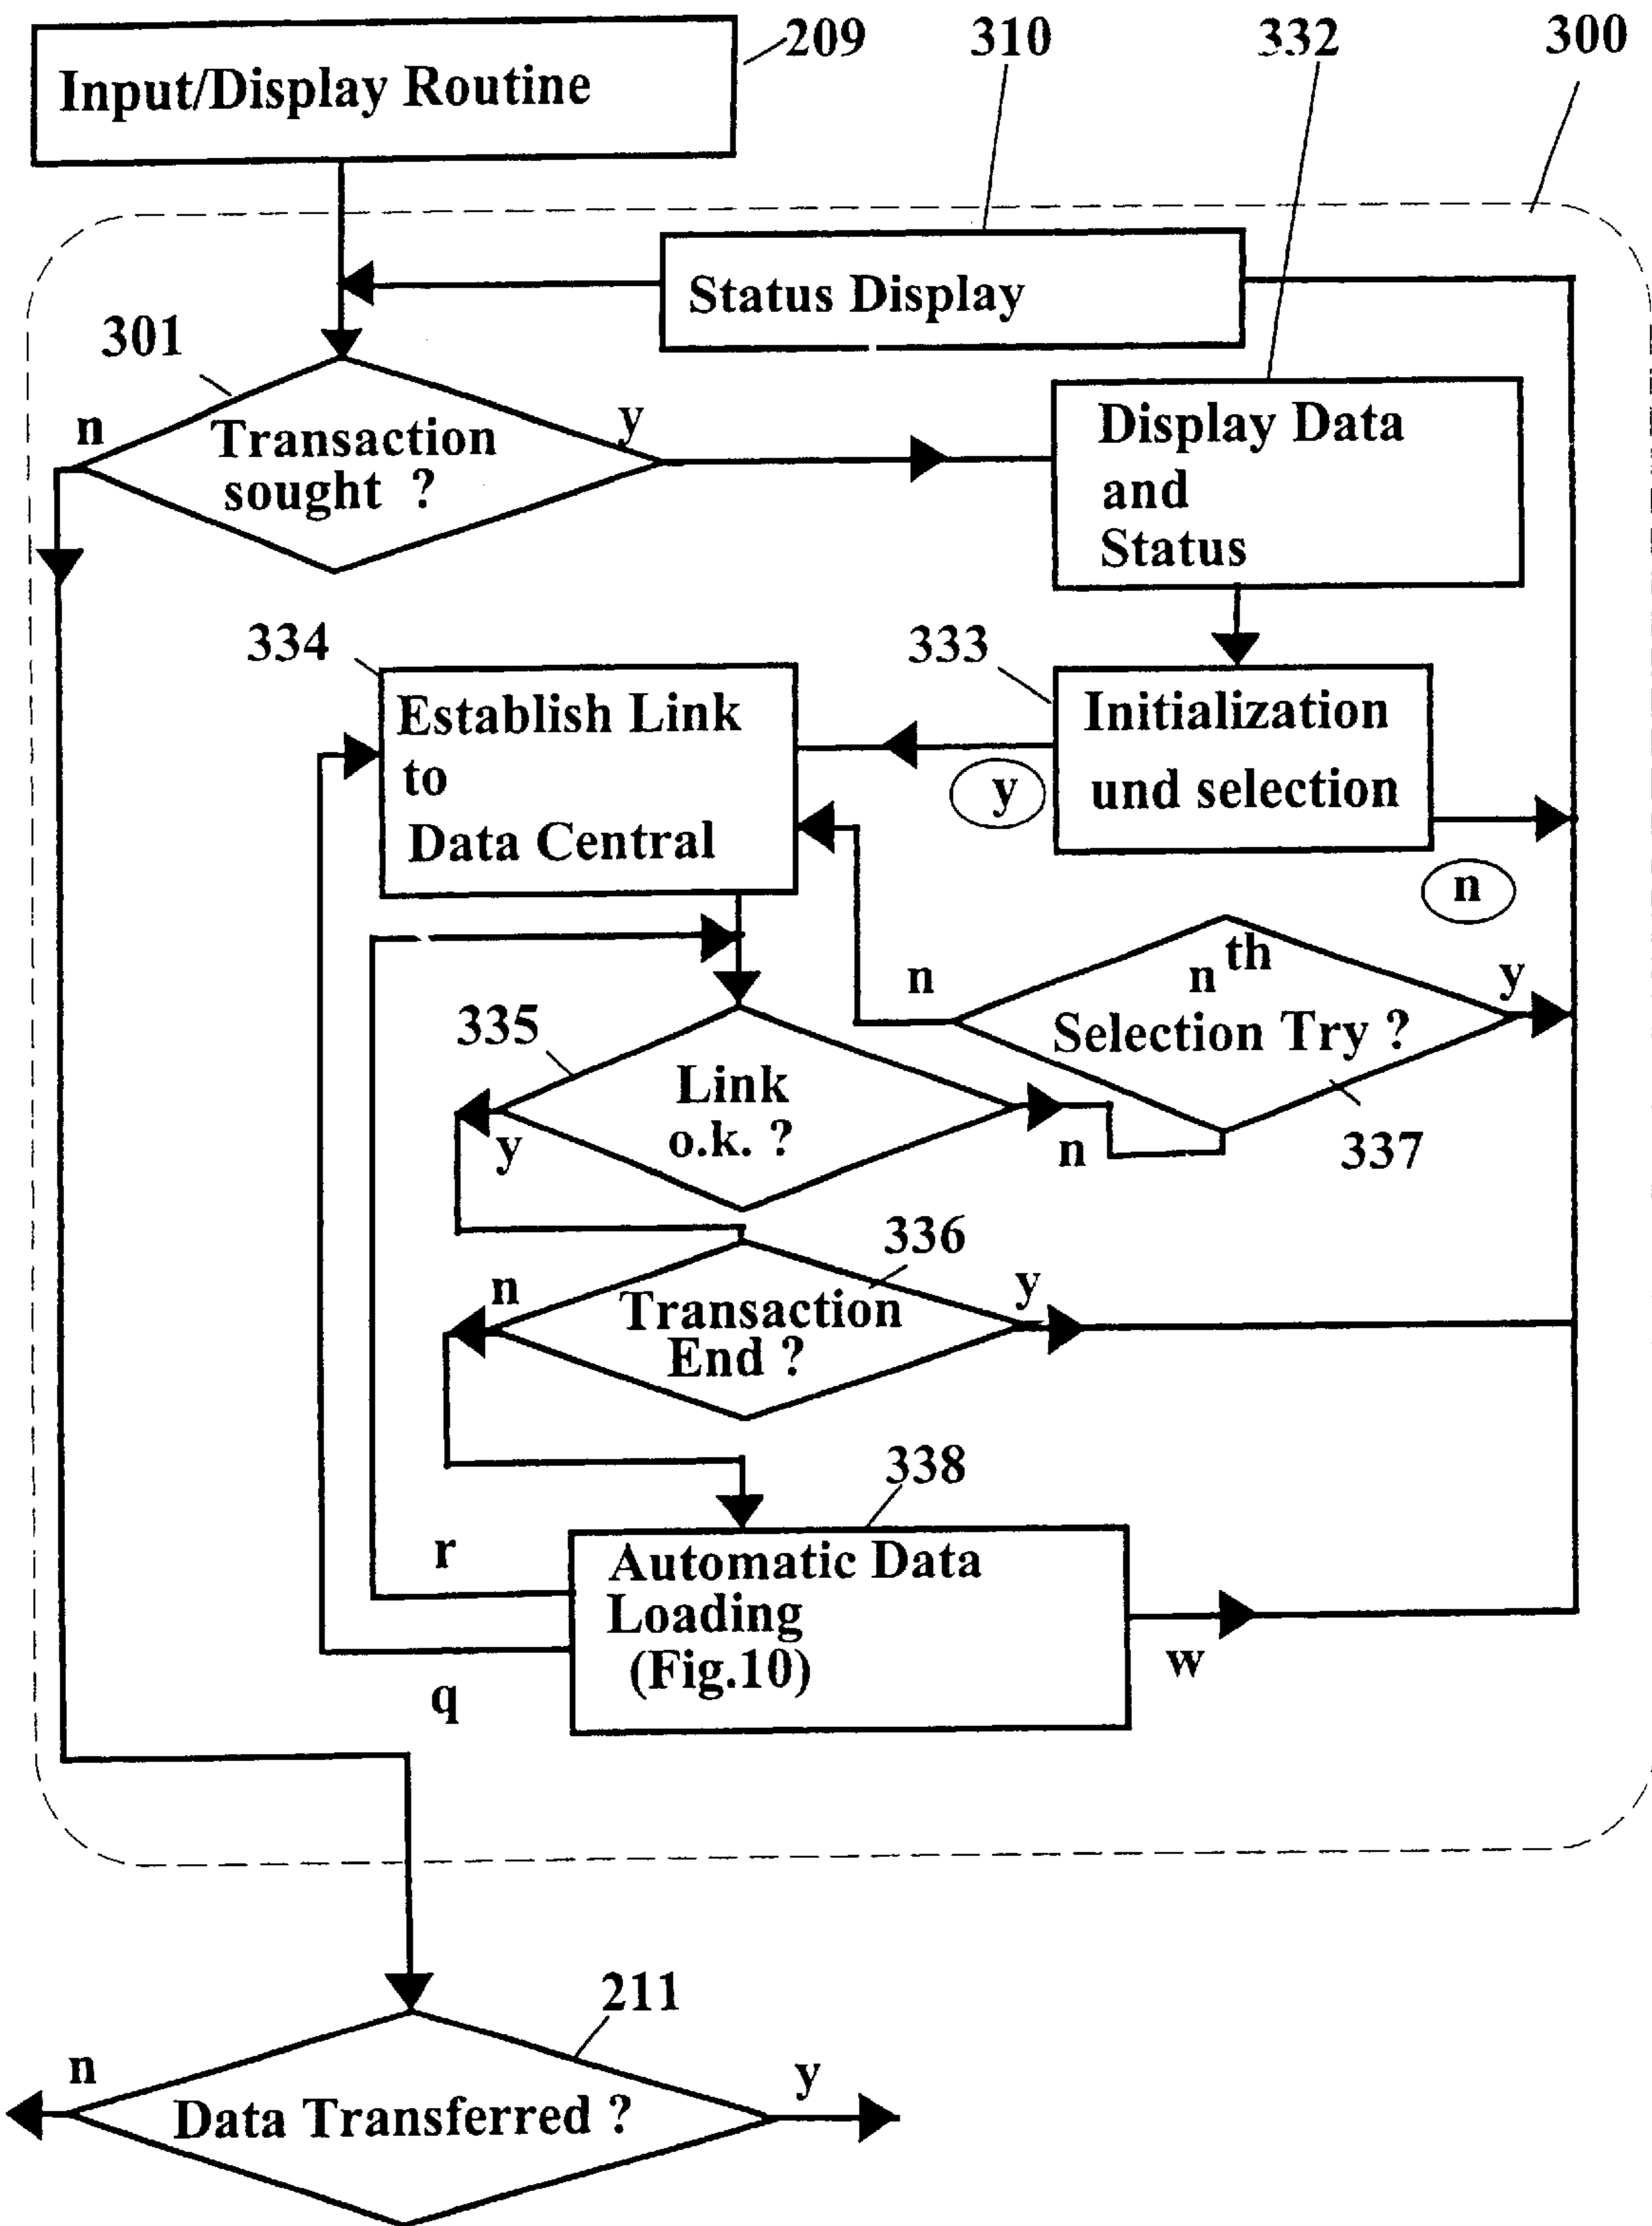 209
310
332
300
Input/Display Routine
Status Display
301
n
y
Transaction
sought ?
Display Data
and
Status
334
333
Establish Link
to
Data Central
Initialization
und selection
y
n
n
nth
y
Selection Try ?
335
Link
o.k. ?
y
n
337
336
n
y
Transaction
End ?
338
r
Automatic Data
Loading
(Fig.10)
w
q
211
n
y
Data Transferred ?